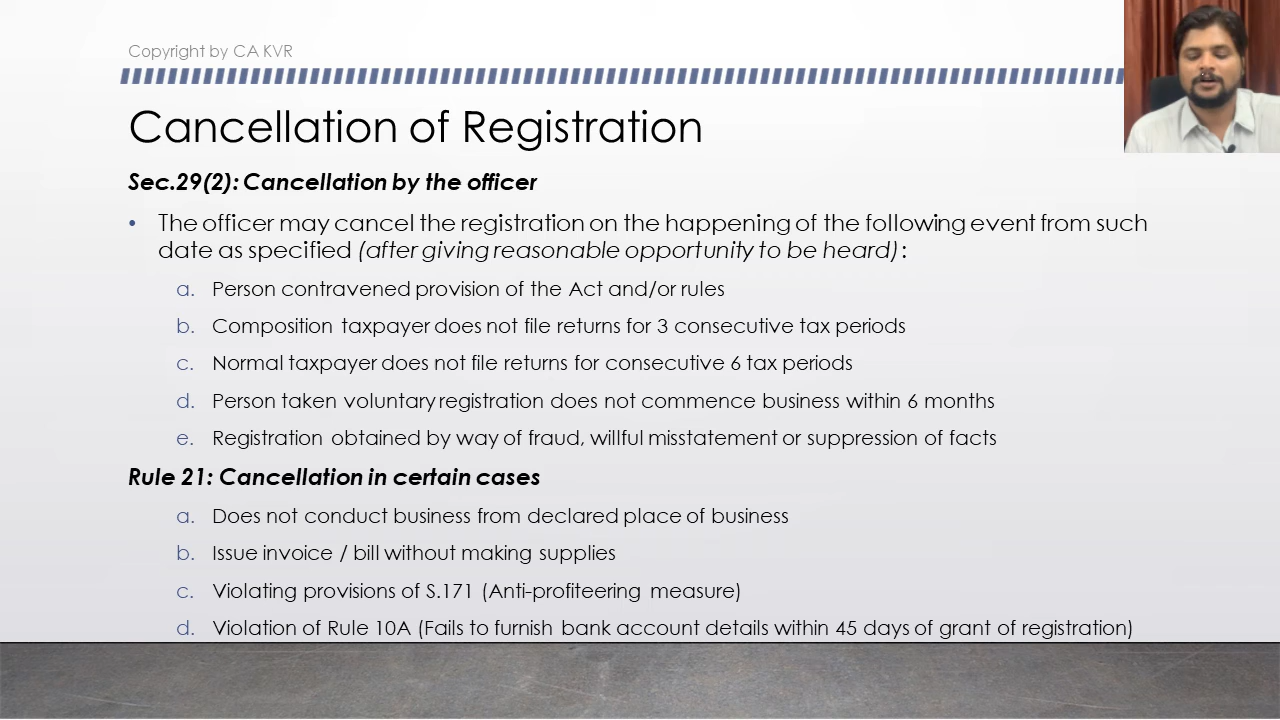 Copyright by CA KVR
Cancellation of Registration
Sec.29(2): Cancellation by the officer
• The officer may cancel the registration on the happening of the following event from such
date as specified (after giving reasonable opportunity to be heard):
a. Person contravened provision of the Act and/or rules
b. Composition taxpayer does not file returns for 3 consecutive tax periods
c. Normal taxpayer does not file returns for consecutive 6 tax periods
d. Person taken voluntary registration does not commence business within 6 months
e. Registration obtained by way of fraud, willful misstatement or suppression of facts
Rule 21: Cancellation in certain cases
a. Does not conduct business from declared place of business
b. Issue invoice / bill without making supplies
c. Violating provisions of S.171 (Anti-profiteering measure)
d. Violation of Rule 10A (Fails to furnish bank account details within 45 days of grant of registration)